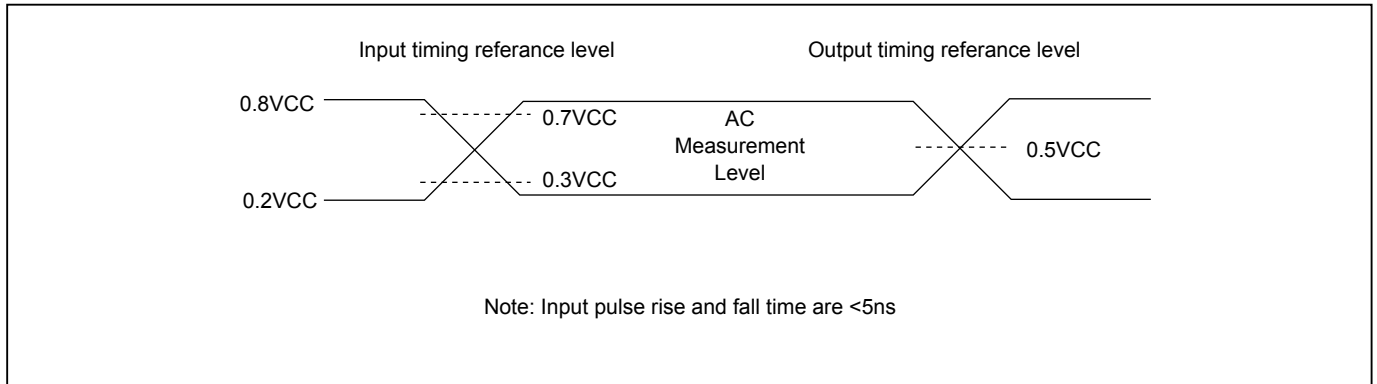 Input timing referance level
Output timing referance level
0.8VCC
0.7VCC
AC
Measurement
Level
0.5VCC
0.3VCC
0.2VCC
Note: Input pulse rise and fall time are <5ns